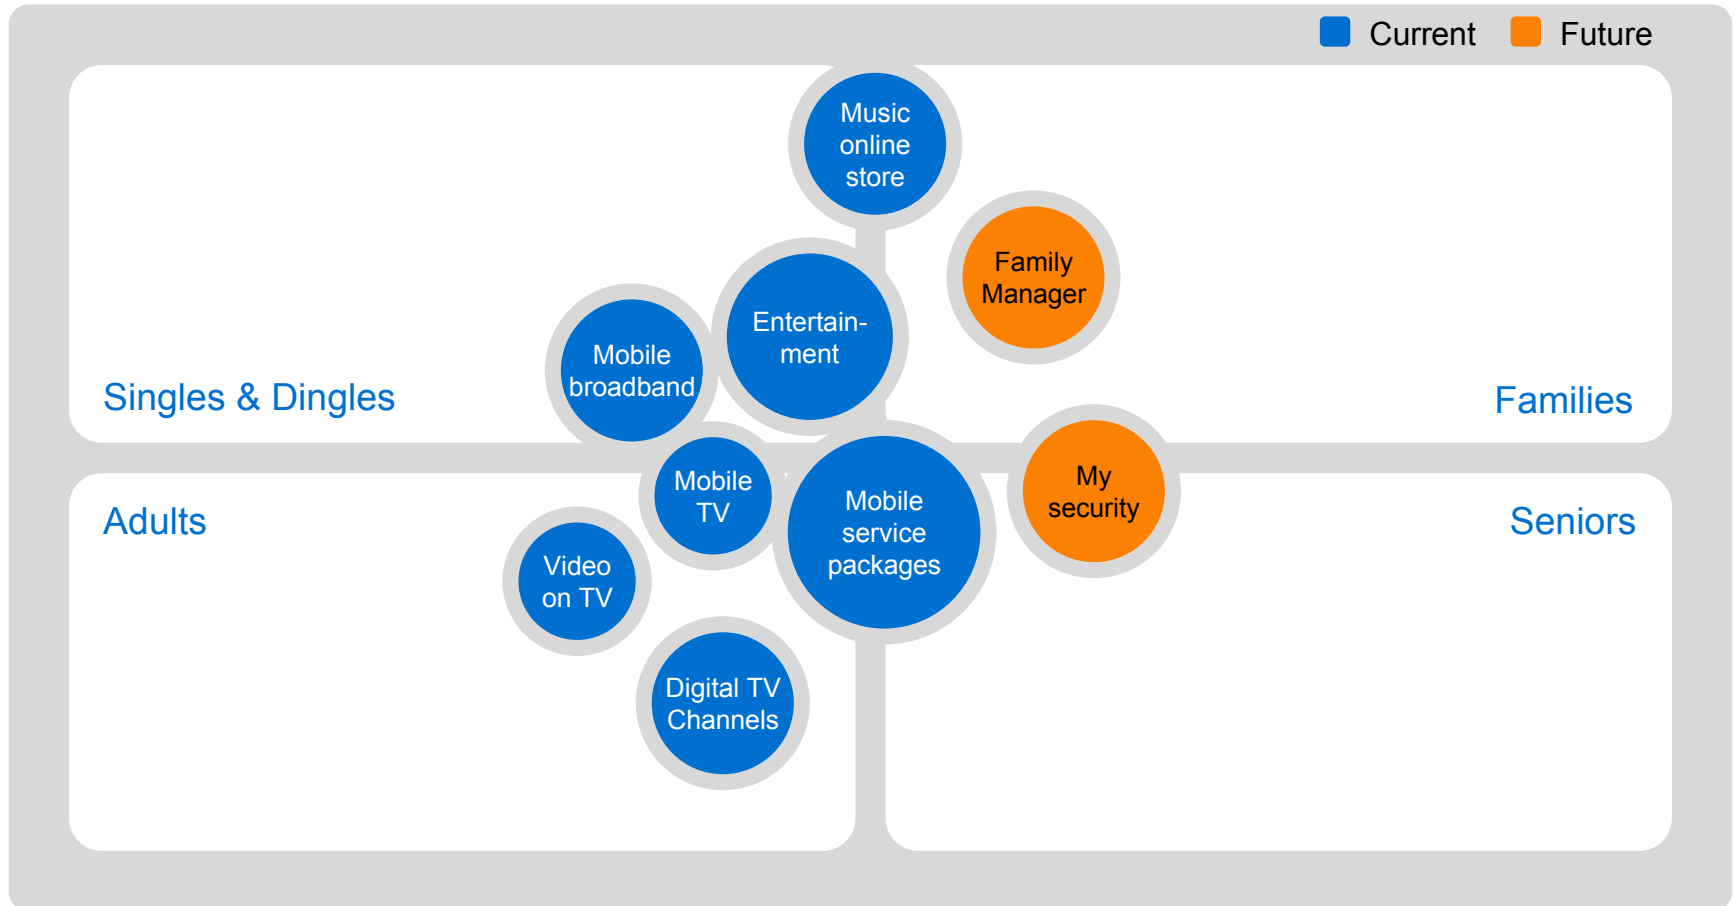 Current
Future
Music
online
store
Family
Manager
Entertain-
ment
Mobile
broadband
Singles & Dingles
Families
Mobile
TV
My
security
Mobile
service
packages
Adults
Seniors
Video
on TV
Digital TV
Channels